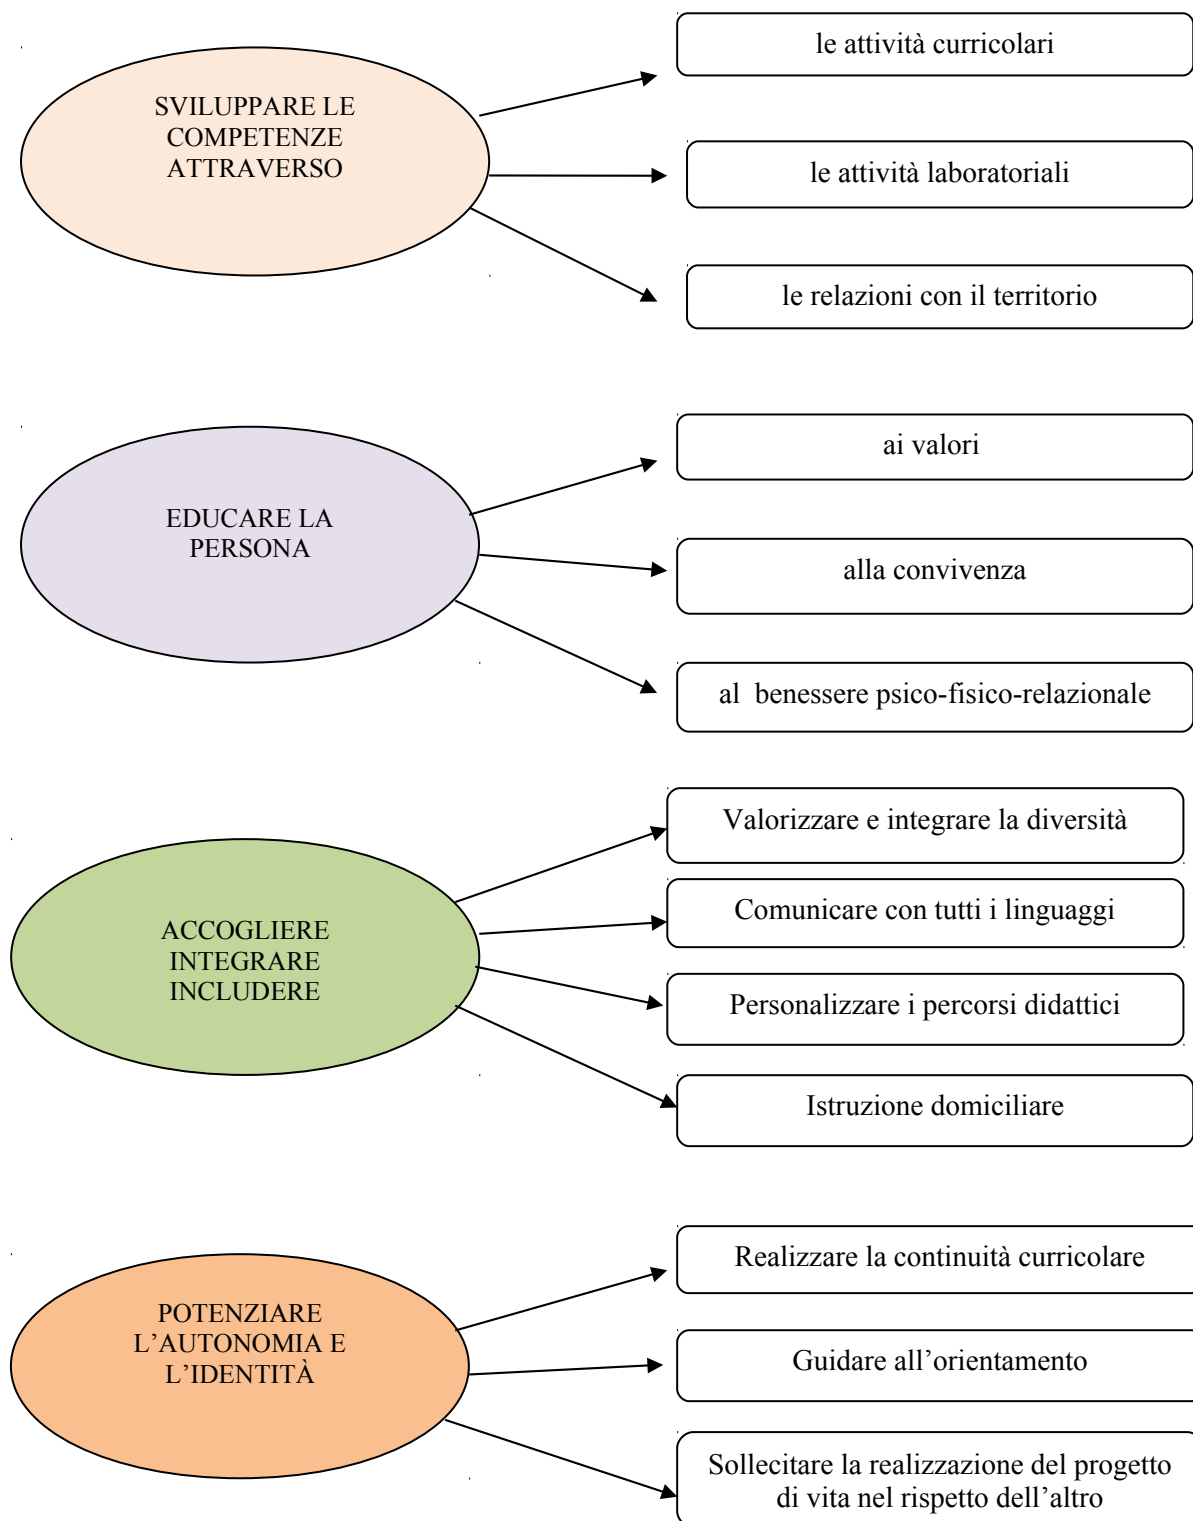 SVILUPPARE LE
COMPETENZE
ATTRAVERSO
le attività curricolari
le attività laboratoriali
le relazioni con il territorio
EDUCARE LA
PERSONA
ai valori
alla convivenza
al benessere psico-fisico-relazionale
ACCOGLIERE
INTEGRARE
INCLUDERE
Valorizzare e integrare la diversità
Comunicare con tutti i linguaggi
Personalizzare i percorsi didattici
Istruzione domiciliare
POTENZIARE
L’AUTONOMIA E
L’IDENTITÀ
Realizzare la continuità curricolare
Guidare all’orientamento
Sollecitare la realizzazione del progetto
di vita nel rispetto dell’altro